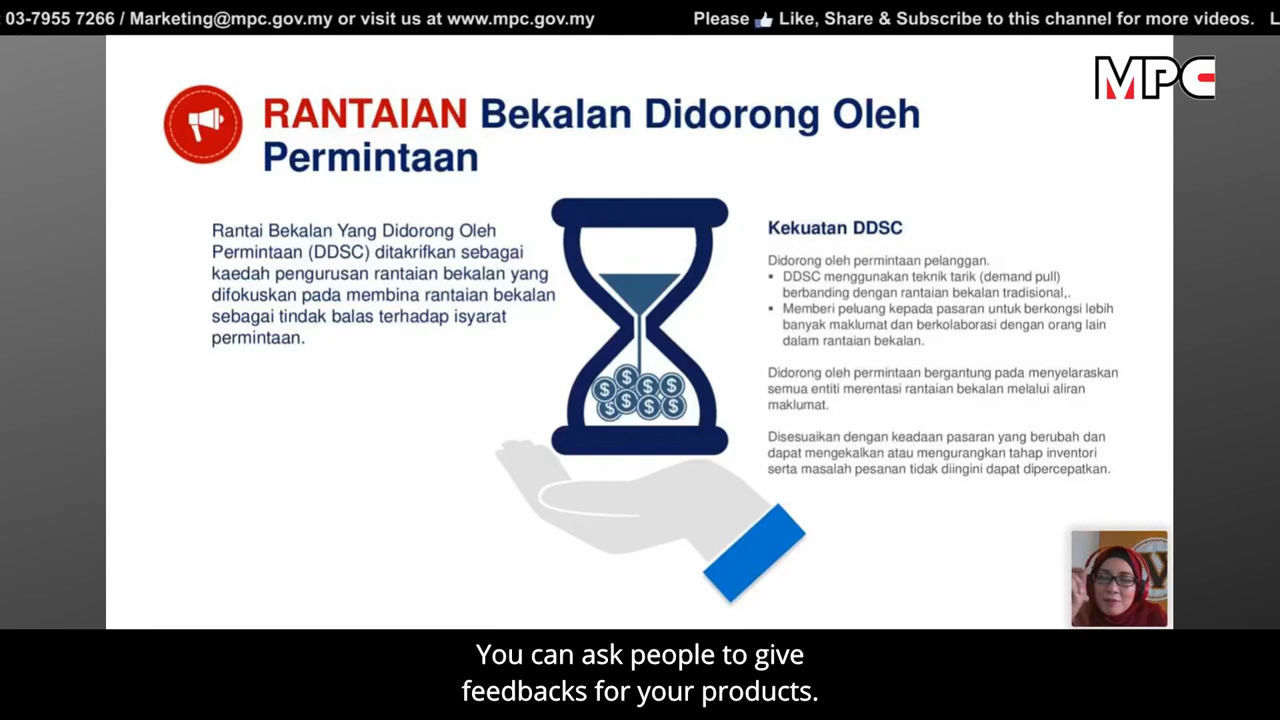 03-7955 7266 / Marketing@mpc.gov.my or visit us at www.mpc.gov.my
Please 👍 Like, Share & Subscribe to this channel for more videos. L
MPC
RANTAIAN Bekalan Didorong Oleh
Permintaan
Rantai Bekalan Yang Didorong Oleh
Permintaan (DDSC) ditakrifkan sebagai
kaedah pengurusan rantaian bekalan yang
difokuskan pada membina rantaian bekalan
sebagai tindak balas terhadap isyarat
permintaan.
$ $ $ $ $ $ $ $
Kekuatan DDSC
Didorong oleh permintaan pelanggan.
▪ DDSC menggunakan teknik tarik (demand pull)
berbanding dengan rantaian bekalan tradisional,.
▪ Memberi peluang kepada pasaran untuk berkongsi lebih
banyak maklumat dan berkolaborasi dengan orang lain
dalam rantaian bekalan.
Didorong oleh permintaan bergantung pada menyelaraskan
semua entiti merentasi rantaian bekalan melalui aliran
maklumat.
Disesuaikan dengan keadaan pasaran yang berubah dan
dapat mengekalkan atau mengurangkan tahap inventori
serta masalah pesanan tidak diingini dapat dipercepatkan.
You can ask people to give
feedbacks for your products.